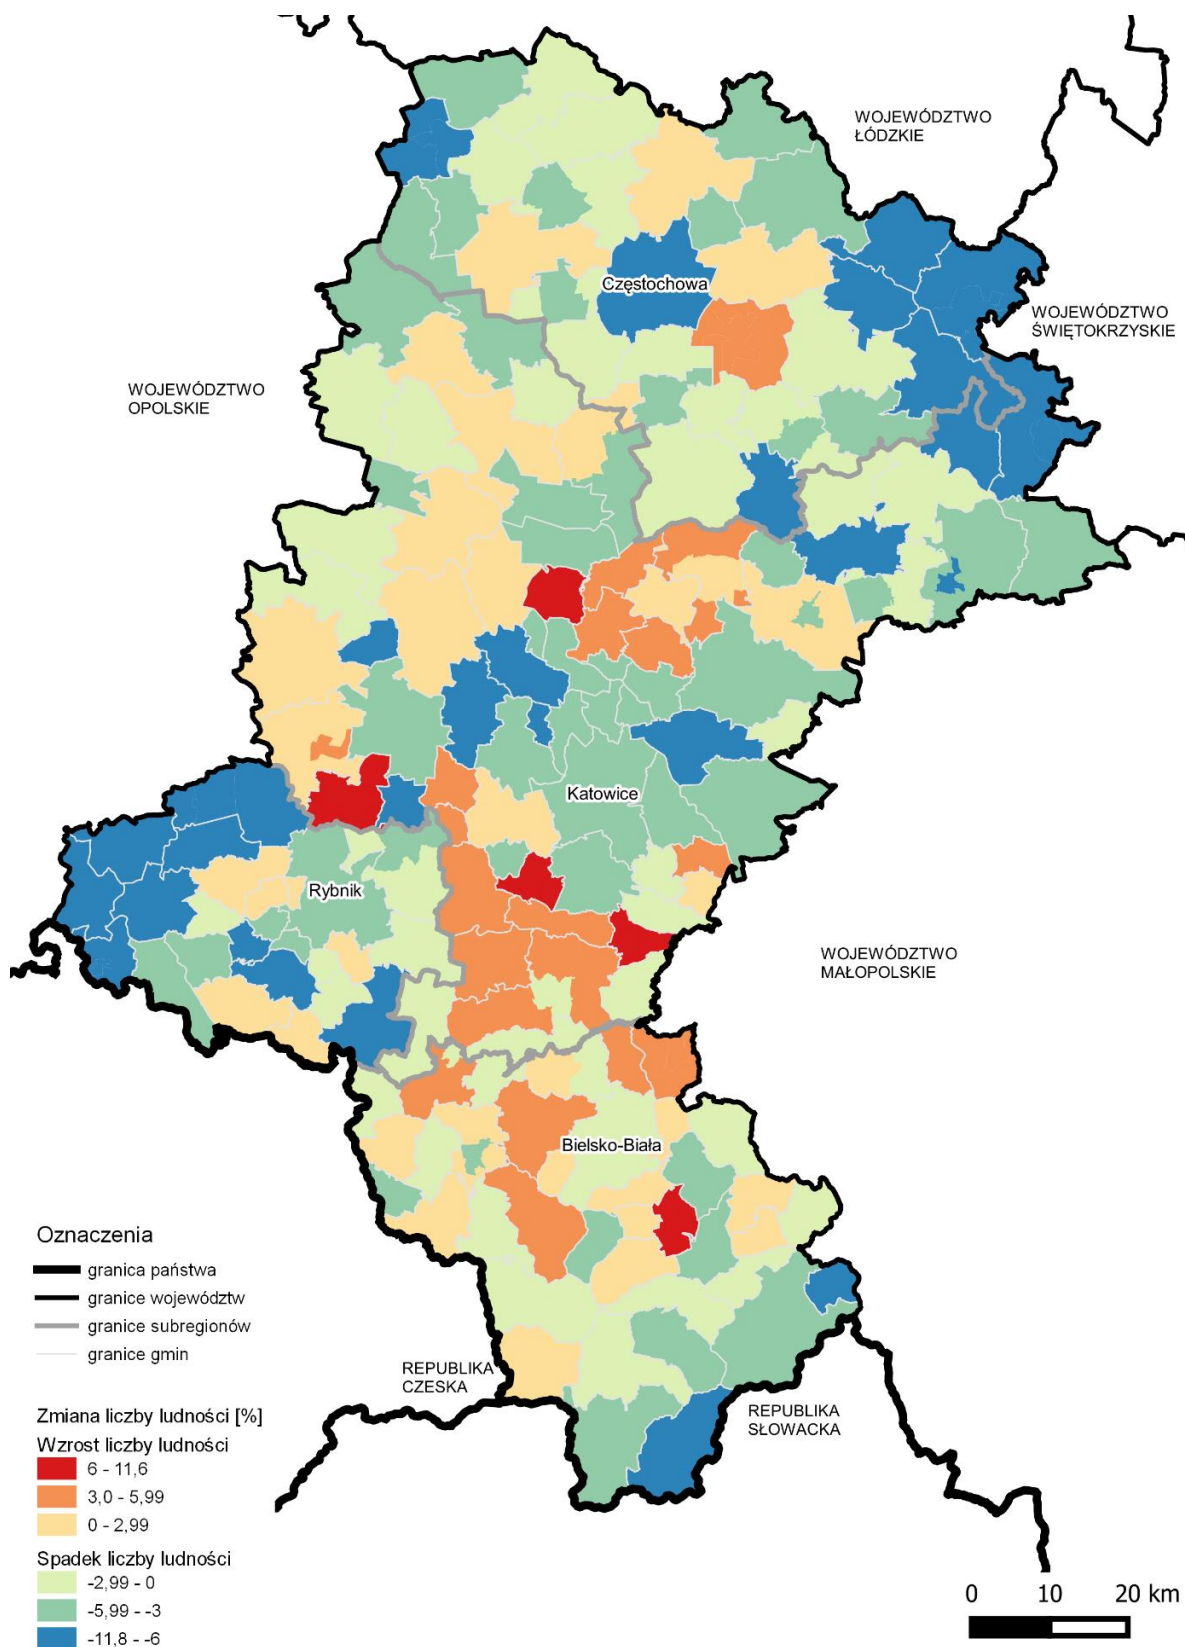 WOJEWÓDZTWO
ŁÓDZKIE
Częstochowa
WOJEWÓDZTWO
ŚWIĘTOKRZYSKIE
WOJEWÓDZTWO
OPOLSKIE
Katowice
Rybnik
WOJEWÓDZTWO
MAŁOPOLSKIE
Bielsko-Biała
Oznaczenia
granica państwa
granice województw
granice subregionów
granice gmin
REPUBLIKA
CZESKA
REPUBLIKA
SŁOWACKA
Zmiana liczby ludności [%]
Wzrost liczby ludności
6 - 11,6
3,0 - 5,99
0 - 2,99
Spadek liczby ludności
-2,99 - 0
-5,99 - -3
-11,8 - -6
0 10 20 km